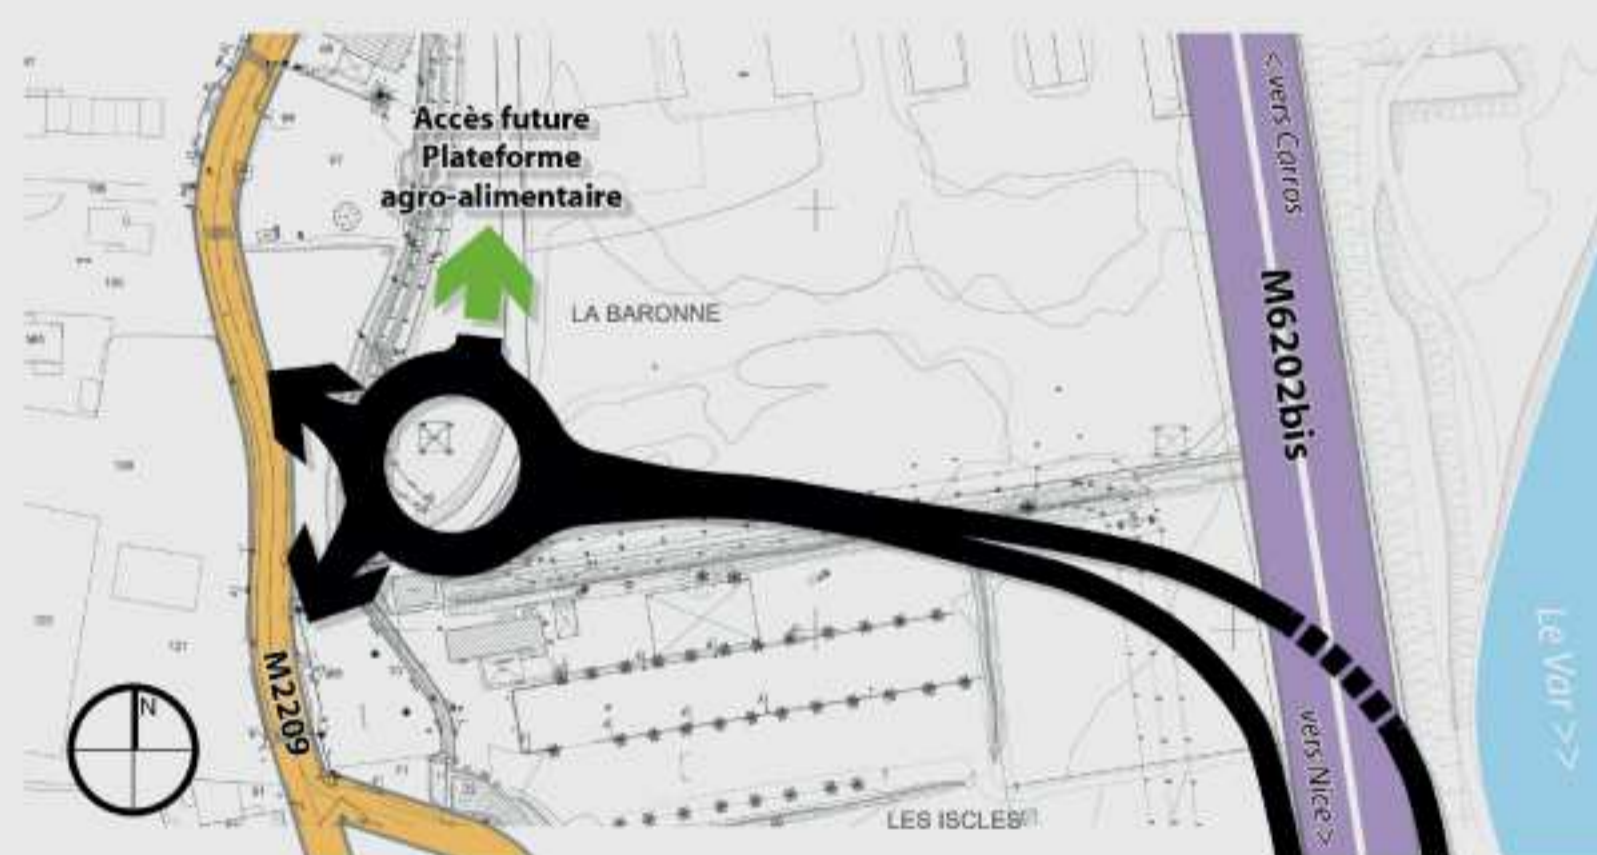 Accès future
Plateforme
agro-alimentaire
LA BARONNE
< vers Carros
M6202bis
Le Var >>
M2209
N
vers Nice >
LES ISCLES